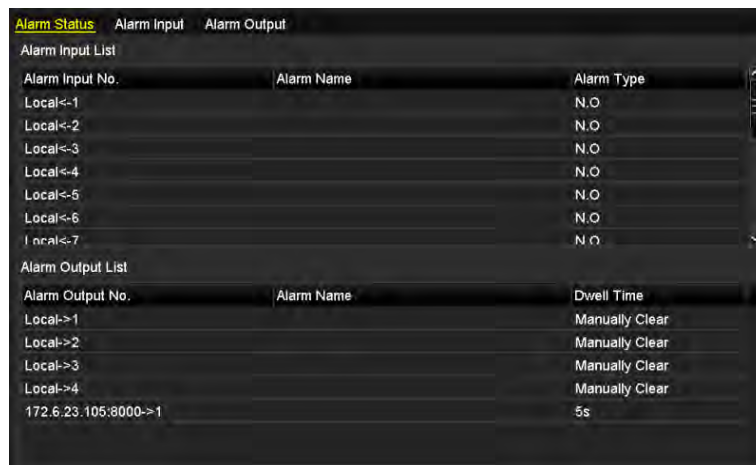 Alarm Status Alarm Input Alarm Output
Alarm Input List
Alarm Input No. Alarm Name Alarm Type
Local<-1 N.O
Local<-2 N.O
Local<-3 N.O
Local<-4 N.O
Local<-5 N.O
Local<-6 N.O
Local<-7 N.O
Alarm Output List
Alarm Output No. Alarm Name Dwell Time
Local->1 Manually Clear
Local->2 Manually Clear
Local->3 Manually Clear
Local->4 Manually Clear
172.6.23.105:8000->1 5s